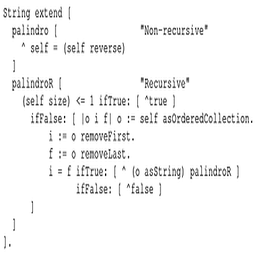 String extend [
  palindro [                    "Non-recursive"
    ^ self = (self reverse)
  ]
  palindroR [                   "Recursive"
    (self size) <= 1 ifTrue: [ ^true ]
      ifFalse: [ |o i f| o := self asOrderedCollection.
          i := o removeFirst.
          f := o removeLast.
          i = f ifTrue: [ ^ (o asString) palindroR ]
                ifFalse: [ ^false ]
      ]
  ]
].